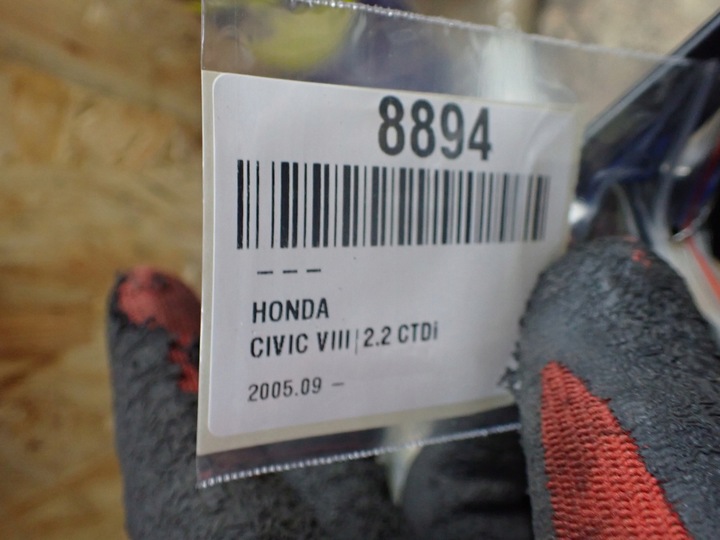 8894
– – –
HONDA
CIVIC VIII | 2.2 CTDi
2005.09 –